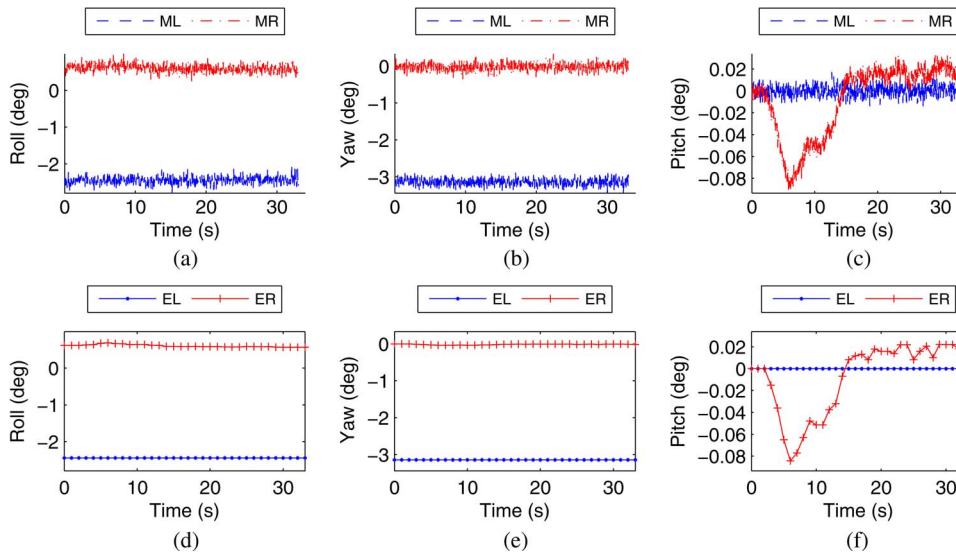 ML MR
ML MR
ML MR
Roll (deg)
0
−1
−2
0 10 20 30
Time (s)
(a)
Yaw (deg)
0
−1
−2
−3
0 10 20 30
Time (s)
(b)
Pitch (deg)
0.02
0
−0.02
−0.04
−0.06
−0.08
0 10 20 30
Time (s)
(c)
EL ER
EL ER
EL ER
Roll (deg)
0
−1
−2
0 10 20 30
Time (s)
(d)
Yaw (deg)
0
−1
−2
−3
0 10 20 30
Time (s)
(e)
Pitch (deg)
0.02
0
−0.02
−0.04
−0.06
−0.08
0 10 20 30
Time (s)
(f)